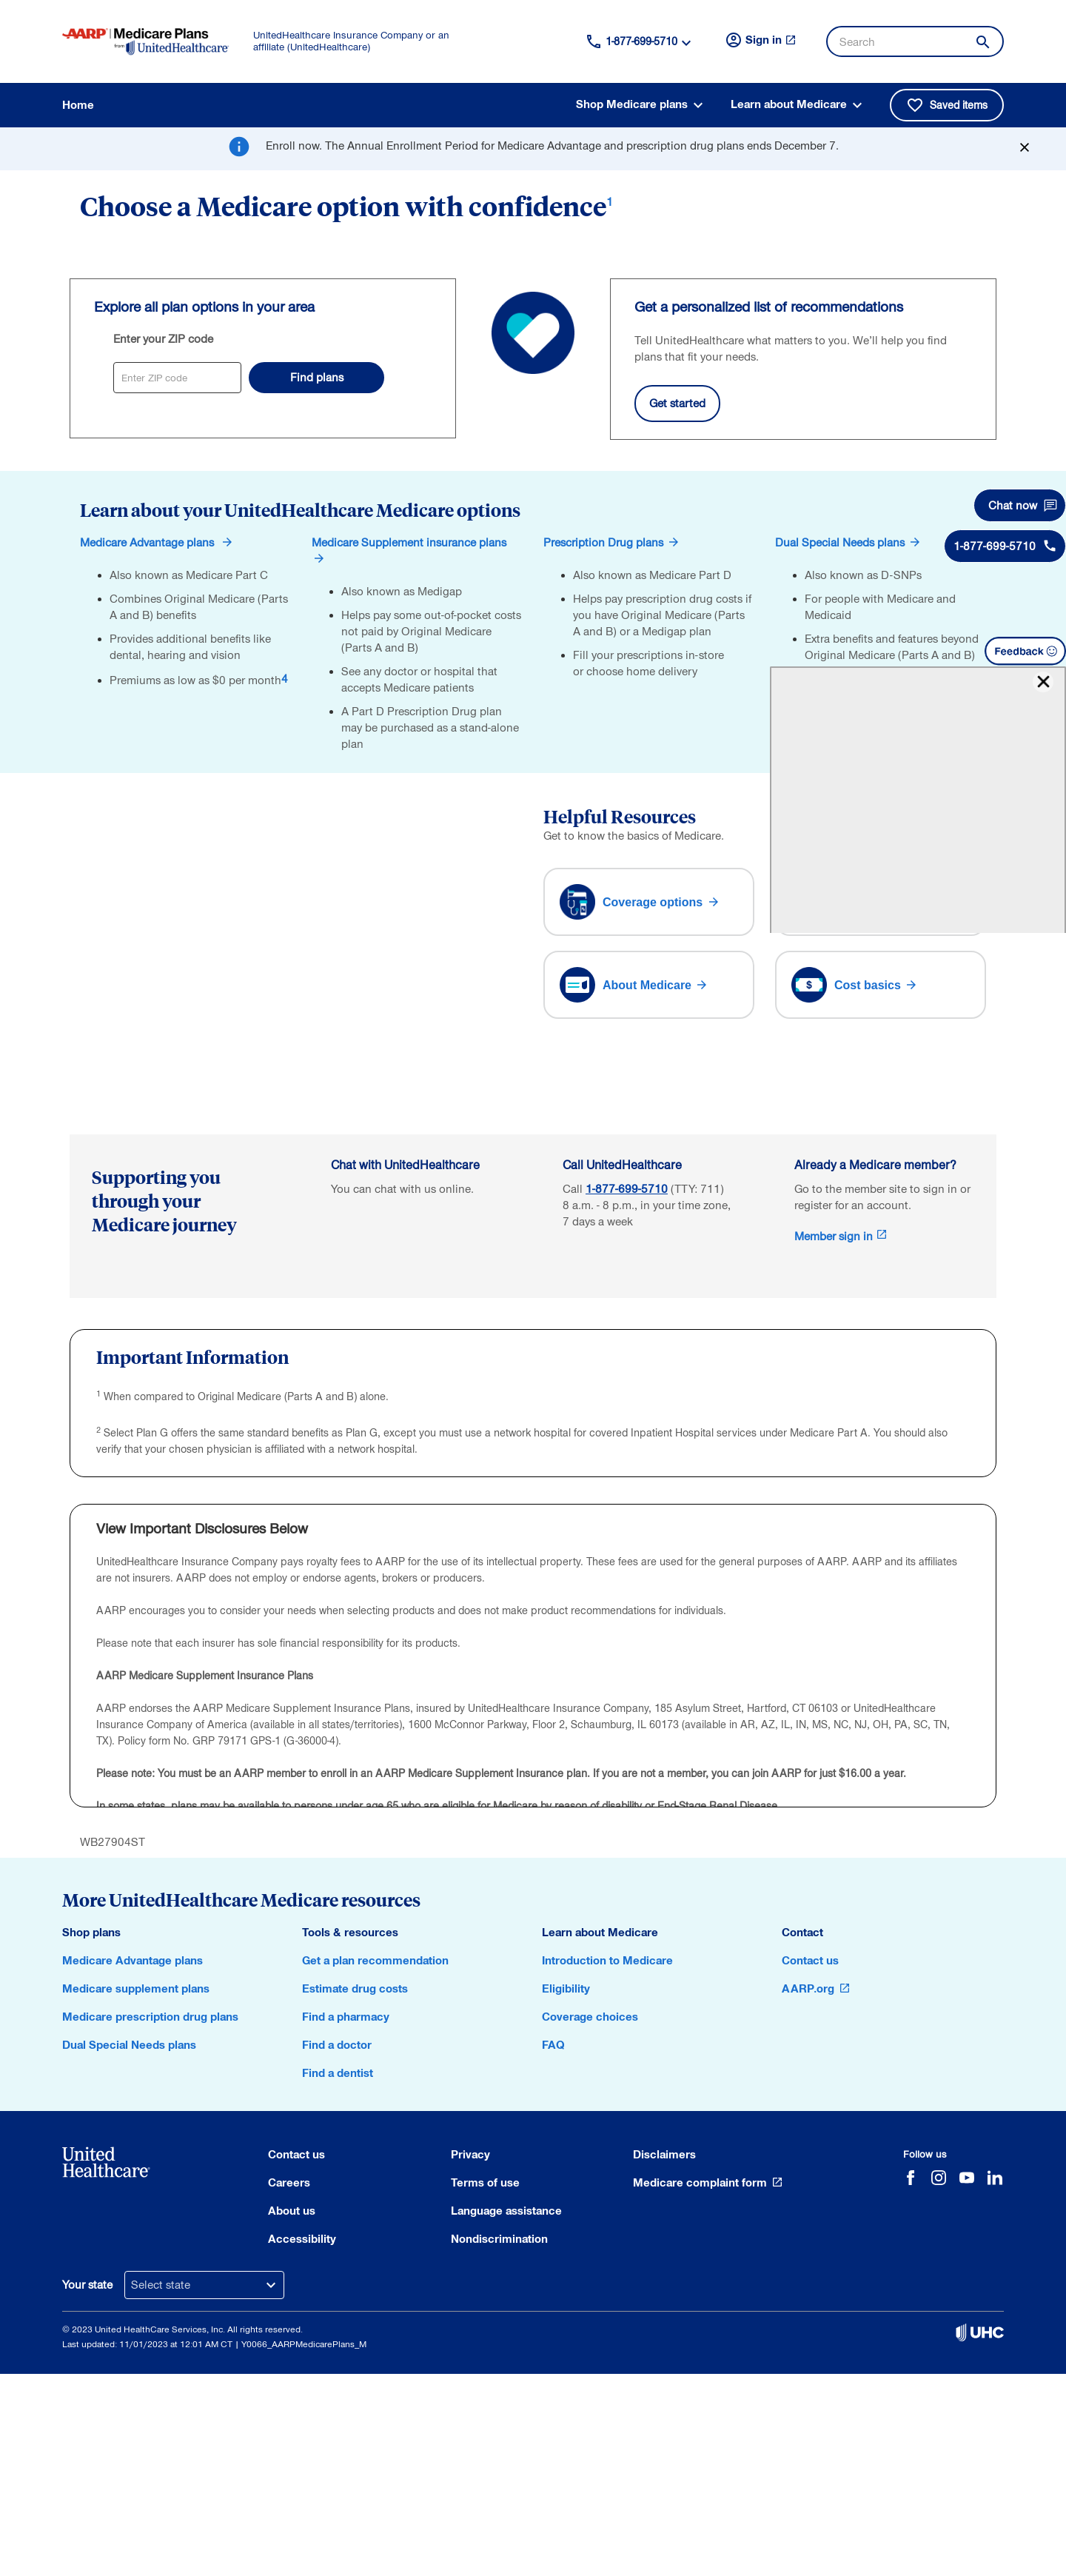 AARP | Medicare Plans
from UnitedHealthcare
UnitedHealthcare Insurance Company or an
affiliate (UnitedHealthcare)
1-877-699-5710
Sign in
Search
Home
Shop Medicare plans
Learn about Medicare
Saved items
Enroll now. The Annual Enrollment Period for Medicare Advantage and prescription drug plans ends December 7.
Choose a Medicare option with confidence1
Explore all plan options in your area
Enter your ZIP code
Enter ZIP code
Find plans
Get a personalized list of recommendations
Tell UnitedHealthcare what matters to you. We'll help you find
plans that fit your needs.
Get started
Learn about your UnitedHealthcare Medicare options
Chat now
1-877-699-5710
Feedback
Medicare Advantage plans
• Also known as Medicare Part C
• Combines Original Medicare (Parts
A and B) benefits
• Provides additional benefits like
dental, hearing and vision
• Premiums as low as $0 per month4
Medicare Supplement insurance plans
• Also known as Medigap
• Helps pay some out-of-pocket costs
not paid by Original Medicare
(Parts A and B)
• See any doctor or hospital that
accepts Medicare patients
• A Part D Prescription Drug plan
may be purchased as a stand-alone
plan
Prescription Drug plans
• Also known as Medicare Part D
• Helps pay prescription drug costs if
you have Original Medicare (Parts
A and B) or a Medigap plan
• Fill your prescriptions in-store
or choose home delivery
Dual Special Needs plans
• Also known as D-SNPs
• For people with Medicare and
Medicaid
• Extra benefits and features beyond
Original Medicare (Parts A and B)
Helpful Resources
Get to know the basics of Medicare.
Coverage options
About Medicare
$
Cost basics
Supporting you
through your
Medicare journey
Chat with UnitedHealthcare
You can chat with us online.
Call UnitedHealthcare
Call 1-877-699-5710 (TTY: 711)
8 a.m. - 8 p.m., in your time zone,
7 days a week
Already a Medicare member?
Go to the member site to sign in or
register for an account.
Member sign in
Important Information
1 When compared to Original Medicare (Parts A and B) alone.
2 Select Plan G offers the same standard benefits as Plan G, except you must use a network hospital for covered Inpatient Hospital services under Medicare Part A. You should also
verify that your chosen physician is affiliated with a network hospital.
View Important Disclosures Below
UnitedHealthcare Insurance Company pays royalty fees to AARP for the use of its intellectual property. These fees are used for the general purposes of AARP. AARP and its affiliates
are not insurers. AARP does not employ or endorse agents, brokers or producers.
AARP encourages you to consider your needs when selecting products and does not make product recommendations for individuals.
Please note that each insurer has sole financial responsibility for its products.
AARP Medicare Supplement Insurance Plans
AARP endorses the AARP Medicare Supplement Insurance Plans, insured by UnitedHealthcare Insurance Company, 185 Asylum Street, Hartford, CT 06103 or UnitedHealthcare
Insurance Company of America (available in all states/territories), 1600 McConnor Parkway, Floor 2, Schaumburg, IL 60173 (available in AR, AZ, IL, IN, MS, NC, NJ, OH, PA, SC, TN,
TX). Policy form No. GRP 79171 GPS-1 (G-36000-4).
Please note: You must be an AARP member to enroll in an AARP Medicare Supplement Insurance plan. If you are not a member, you can join AARP for just $16.00 a year.
In some states, plans may be available to persons under age 65 who are eligible for Medicare by reason of disability or End-Stage Renal Disease.
WB27904ST
More UnitedHealthcare Medicare resources
Shop plans
Medicare Advantage plans
Medicare supplement plans
Medicare prescription drug plans
Dual Special Needs plans
Tools & resources
Get a plan recommendation
Estimate drug costs
Find a pharmacy
Find a doctor
Find a dentist
Learn about Medicare
Introduction to Medicare
Eligibility
Coverage choices
FAQ
Contact
Contact us
AARP.org
United
Healthcare
Contact us
Careers
About us
Accessibility
Privacy
Terms of use
Language assistance
Nondiscrimination
Disclaimers
Medicare complaint form
Follow us
Your state
Select state
© 2023 United HealthCare Services, Inc. All rights reserved.
Last updated: 11/01/2023 at 12:01 AM CT | Y0066_AARPMedicarePlans_M
UHC